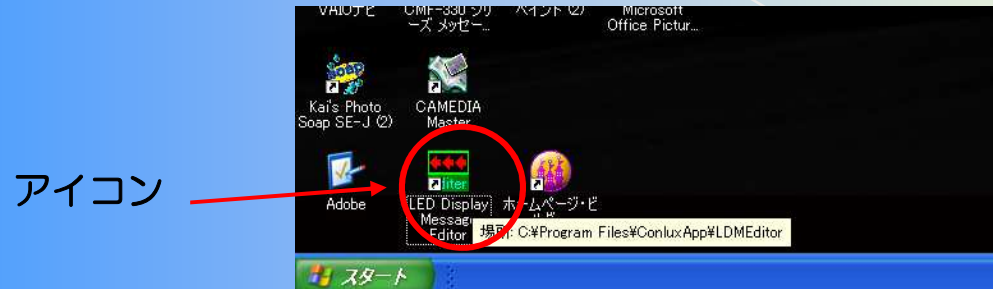 VAIOナビ
CMF-330 シリ
ーズ メッセー...
ペイント (2)
Microsoft
Office Pictur...
Kai's Photo
Soap SE-J (2)
CAMEDIA
Master
アイコン
Adobe
LED Display
Message
Editor
ホームページ・ビ
場所: C:¥Program Files¥ConluxApp¥LDMEditor
スタート